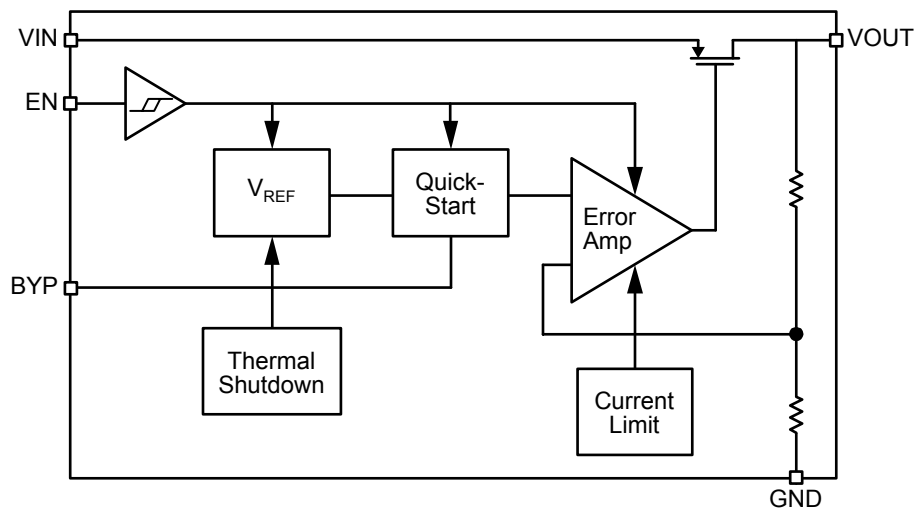 VIN
VOUT
EN
VREF
Quick-
Start
Error
Amp
BYP
Thermal
Shutdown
Current
Limit
GND